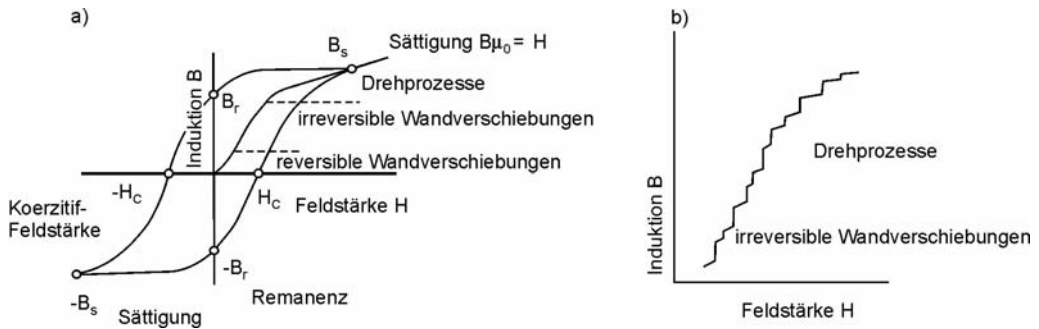 a)
B_s
Sättigung Bμ₀ = H
Induktion B
B_r
Drehprozesse
irreversible Wandverschiebungen
reversible Wandverschiebungen
-H_C
H_C
Feldstärke H
Koerzitif-
Feldstärke
-B_r
-B_s
Sättigung
Remanenz
b)
Induktion B
Drehprozesse
irreversible Wandverschiebungen
Feldstärke H